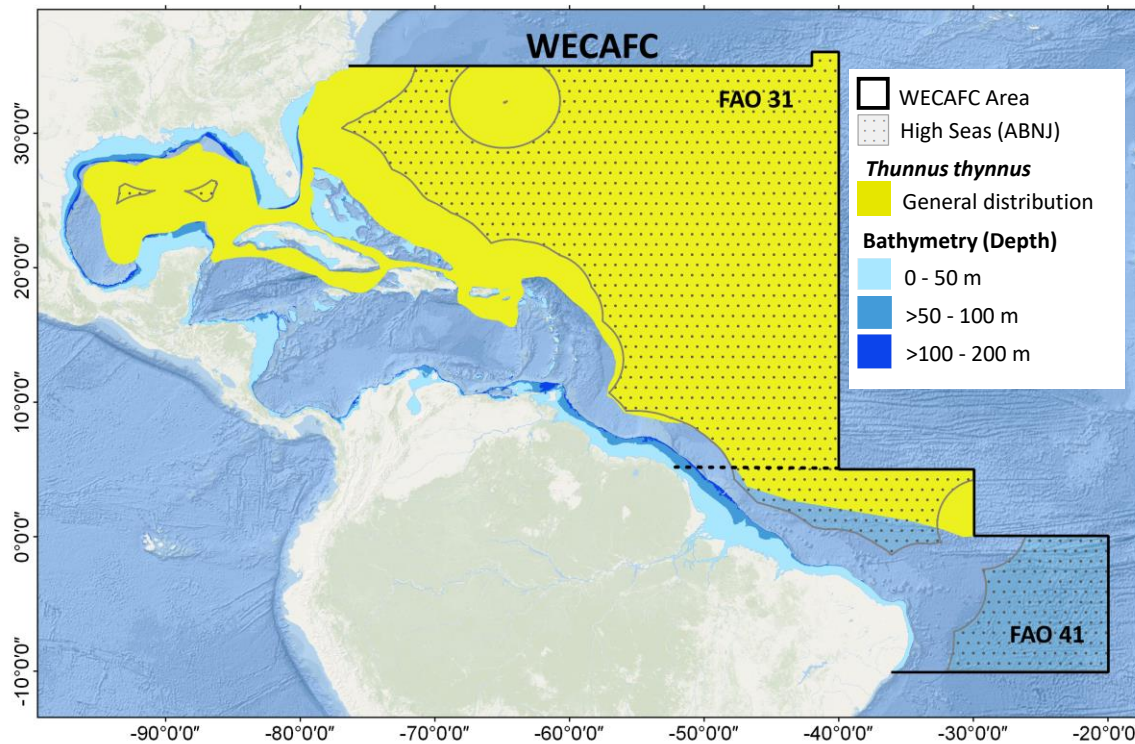 WECAFC
FAO 31
WECAFC Area
High Seas (ABNJ)
Thunnus thynnus
General distribution
Bathymetry (Depth)
0 - 50 m
>50 - 100 m
>100 - 200 m
FAO 41
30°0'0"
20°0'0"
10°0'0"
0°0'0"
-10°0'0"
-90°0'0"
-80°0'0"
-70°0'0"
-60°0'0"
-50°0'0"
-40°0'0"
-30°0'0"
-20°0'0"